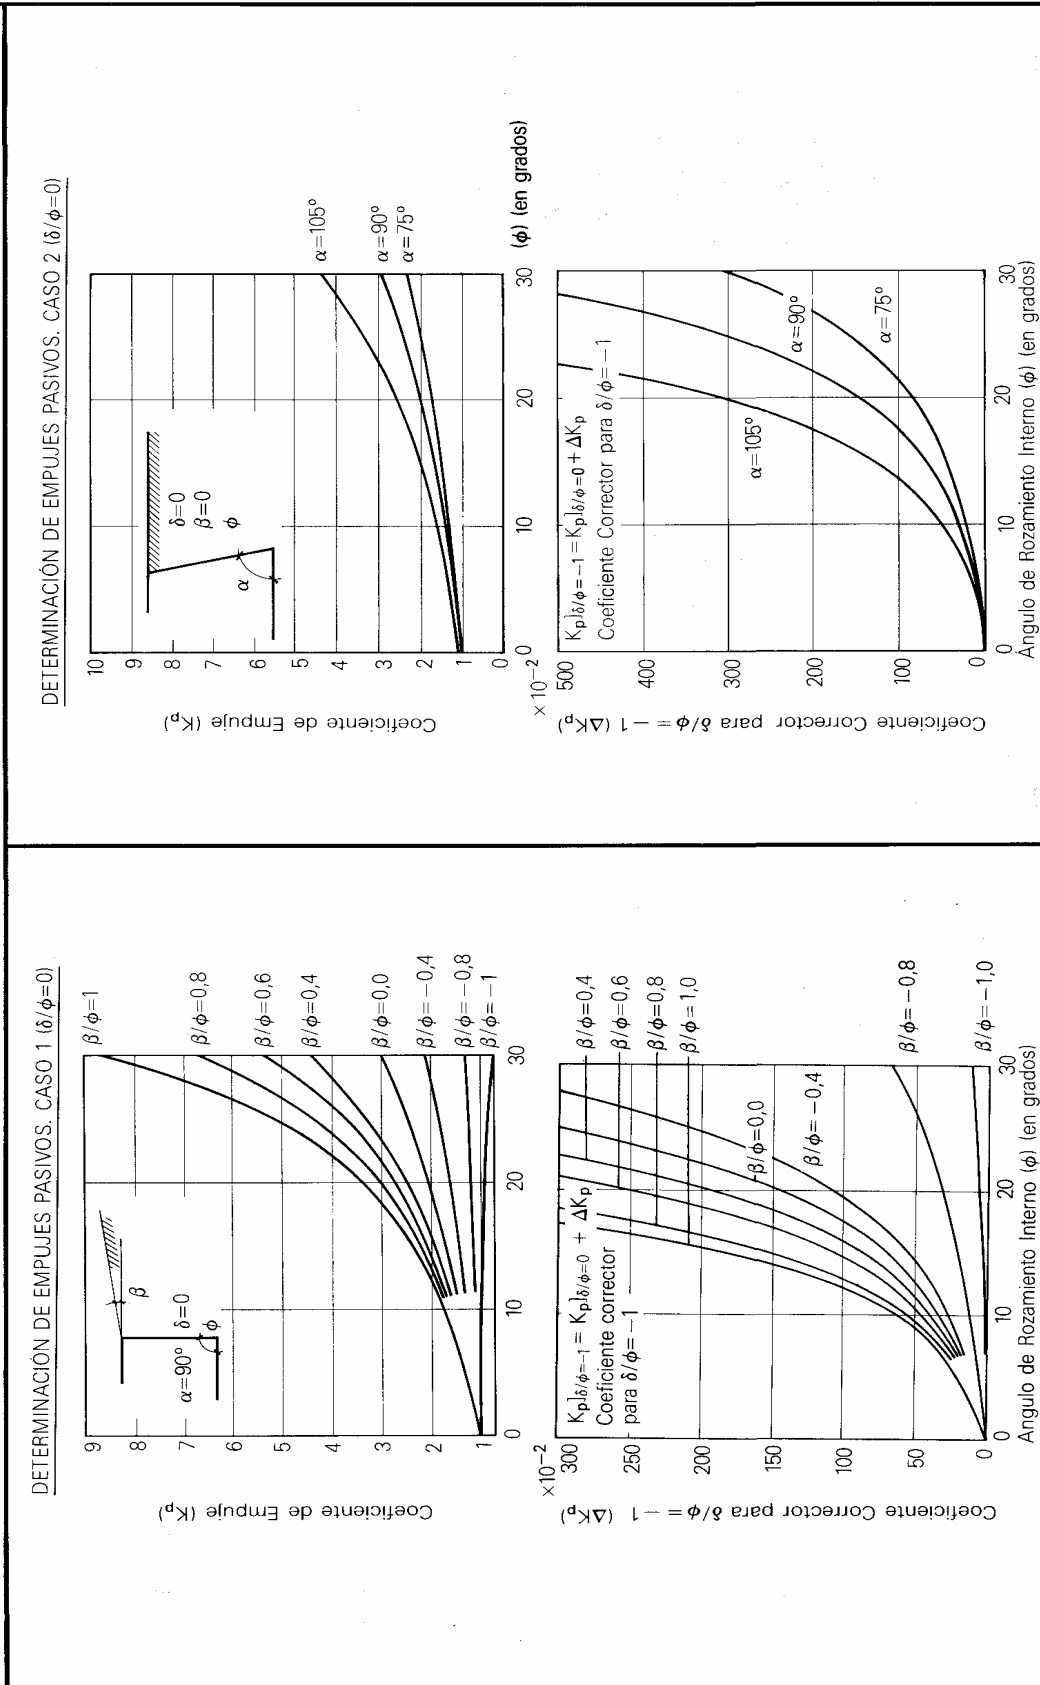 DETERMINACIÓN DE EMPUJES PASIVOS. CASO 1 (δ/ϕ=0)
Coeficiente de Empuje (Kp)
9
8
7
6
5
4
3
2
1
0
10
20
30
α=90°
δ=0
ϕ
β
β/ϕ=1
β/ϕ=0,8
β/ϕ=0,6
β/ϕ=0,4
β/ϕ=0,0
β/ϕ=−0,4
β/ϕ=−0,8
β/ϕ=−1
×10−2
Coeficiente Corrector para δ/ϕ=−1 (ΔKp)
300
250
200
150
100
50
0
Kp]δ/ϕ=−1 = Kp]δ/ϕ=0 + ΔKp
Coeficiente corrector
para δ/ϕ=−1
β/ϕ=0,4
β/ϕ=0,6
β/ϕ=0,8
β/ϕ=1,0
β/ϕ=0,0
β/ϕ=−0,4
β/ϕ=−0,8
β/ϕ=−1,0
0
10
20
30
Angulo de Rozamiento Interno (ϕ) (en grados)
DETERMINACIÓN DE EMPUJES PASIVOS. CASO 2 (δ/ϕ=0)
Coeficiente de Empuje (Kp)
10
9
8
7
6
5
4
3
2
1
0
0
10
20
30
(ϕ) (en grados)
δ=0
β=0
ϕ
α
α=105°
α=90°
α=75°
×10−2
Coeficiente Corrector para δ/ϕ=−1 (ΔKp)
500
400
300
200
100
0
Kp]δ/ϕ=−1=Kp]δ/ϕ=0+ΔKp
Coeficiente Corrector para δ/ϕ=−1
α=105°
α=90°
α=75°
0
10
20
30
Ángulo de Rozamiento Interno (ϕ) (en grados)